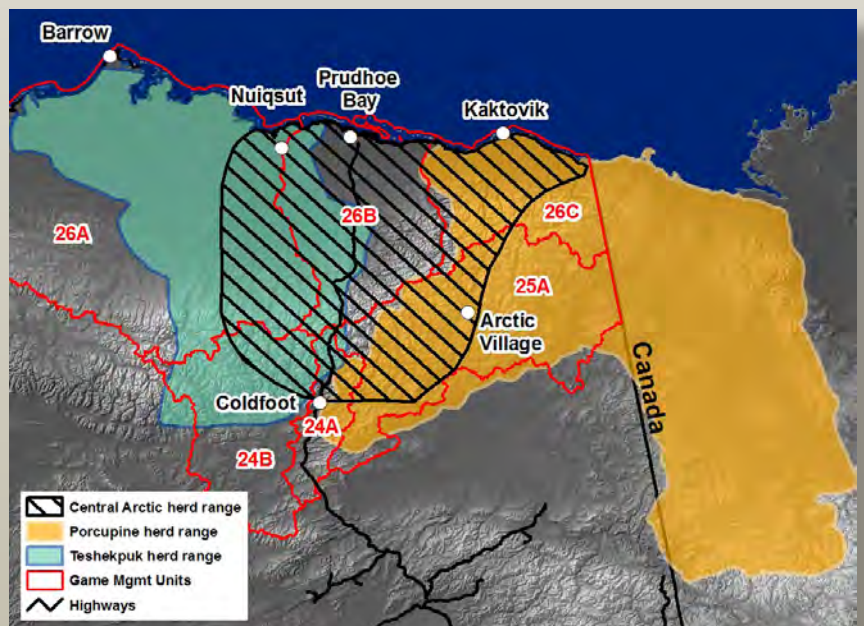 Barrow
Nuiqsut
Prudhoe
Bay
Kaktovik
26A
26B
26C
25A
Arctic
Village
Canada
Coldfoot
24A
24B
Central Arctic herd range
Porcupine herd range
Teshekpuk herd range
Game Mgmt Units
Highways